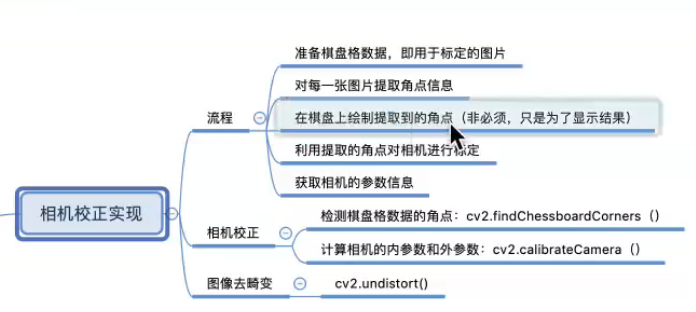 准备棋盘格数据，即用于标定的图片
对每一张图片提取角点信息
流程
在棋盘上绘制提取到的角点（非必须，只是为了显示结果）
利用提取的角点对相机进行标定
获取相机的参数信息
相机校正实现
检测棋盘格数据的角点：cv2.findChessboardCorners（）
相机校正
计算相机的内参数和外参数：cv2.calibrateCamera（）
图像去畸变
cv2.undistort()